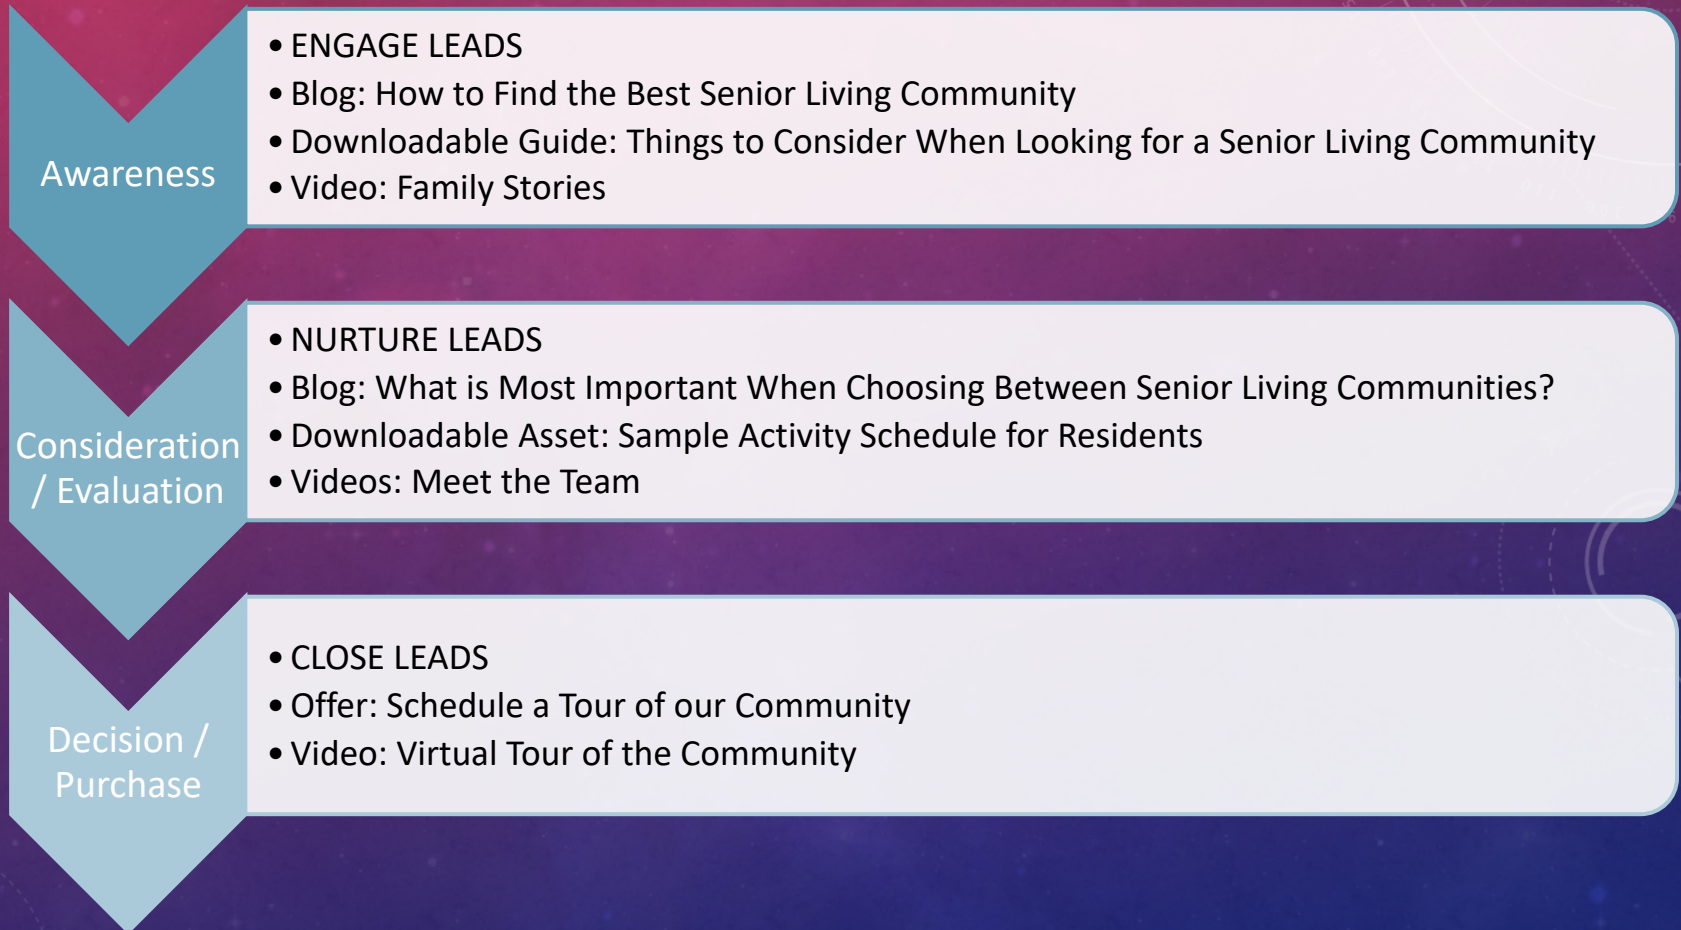 Awareness
• ENGAGE LEADS
• Blog: How to Find the Best Senior Living Community
• Downloadable Guide: Things to Consider When Looking for a Senior Living Community
• Video: Family Stories
Consideration
/ Evaluation
• NURTURE LEADS
• Blog: What is Most Important When Choosing Between Senior Living Communities?
• Downloadable Asset: Sample Activity Schedule for Residents
• Videos: Meet the Team
Decision /
Purchase
• CLOSE LEADS
• Offer: Schedule a Tour of our Community
• Video: Virtual Tour of the Community